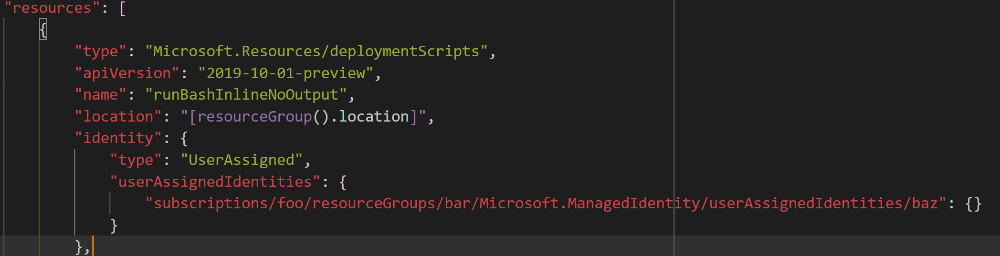 "resources": [
{
"type": "Microsoft.Resources/deploymentScripts",
"apiVersion": "2019-10-01-preview",
"name": "runBashInlineNoOutput",
"location": "[resourceGroup().location]",
"identity": {
"type": "UserAssigned",
"userAssignedIdentities": {
"subscriptions/foo/resourceGroups/bar/Microsoft.ManagedIdentity/userAssignedIdentities/baz": {}
}
},